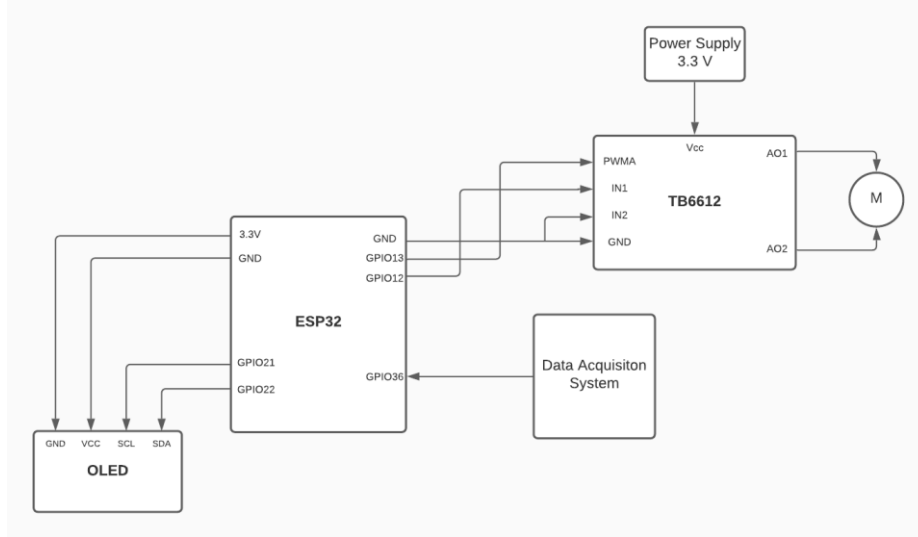 Power Supply
3.3 V
Vcc
AO1
PWMA
IN1
TB6612
M
IN2
GND
AO2
3.3V
GND
GND
GPIO13
GPIO12
ESP32
GPIO21
GPIO22
GPIO36
Data Acquisiton
System
GND VCC SCL SDA
OLED